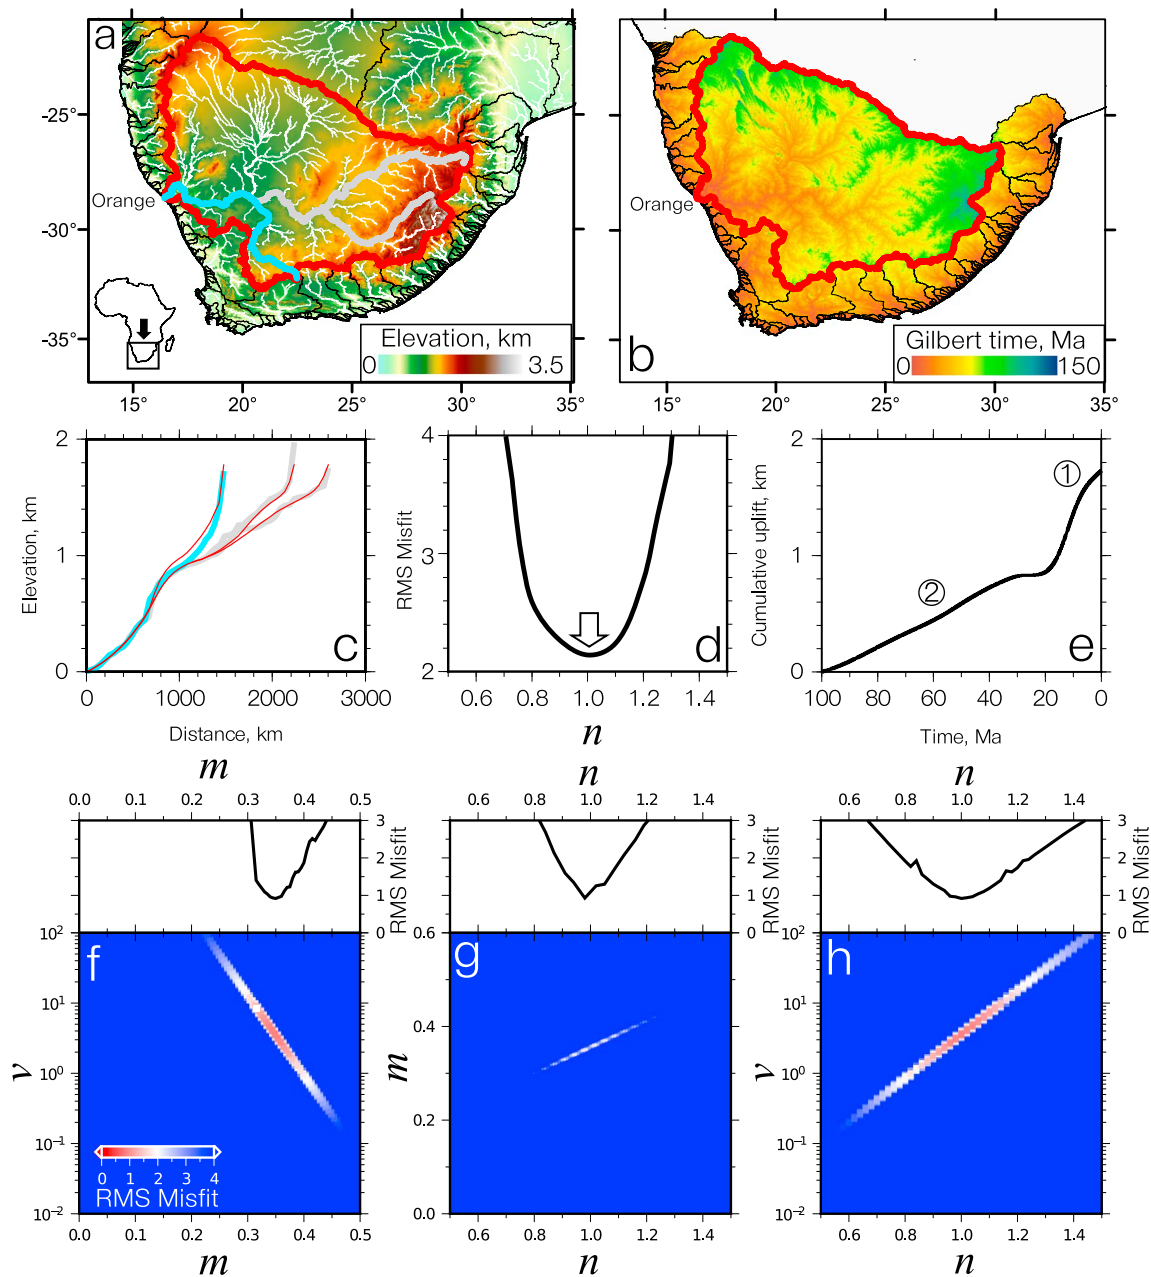 15° 20° 25° 30° 35°
a
-25°
-30°
-35°
Orange
Elevation, km
0 3.5
15° 20° 25° 30° 35°
b
Orange
Gilbert time, Ma
0 150
15° 20° 25° 30° 35°
Elevation, km
2
1
0
c
0 1000 2000 3000
Distance, km
RMS Misfit
4
3
2
d
0.6 0.8 1.0 1.2 1.4
n
Cumulative uplift, km
2
1
0
①
②
e
100 80 60 40 20 0
Time, Ma
m
0.0 0.1 0.2 0.3 0.4 0.5
3
2
1
0
RMS Misfit
n
0.6 0.8 1.0 1.2 1.4
3
2
1
0
RMS Misfit
n
0.6 0.8 1.0 1.2 1.4
3
2
1
0
RMS Misfit
f
v
10²
10¹
10⁰
10⁻¹
10⁻²
0 1 2 3 4
RMS Misfit
0.0 0.1 0.2 0.3 0.4 0.5
m
g
m
0.6
0.4
0.2
0.0
0.6 0.8 1.0 1.2 1.4
n
h
v
10²
10¹
10⁰
10⁻¹
10⁻²
0.6 0.8 1.0 1.2 1.4
n